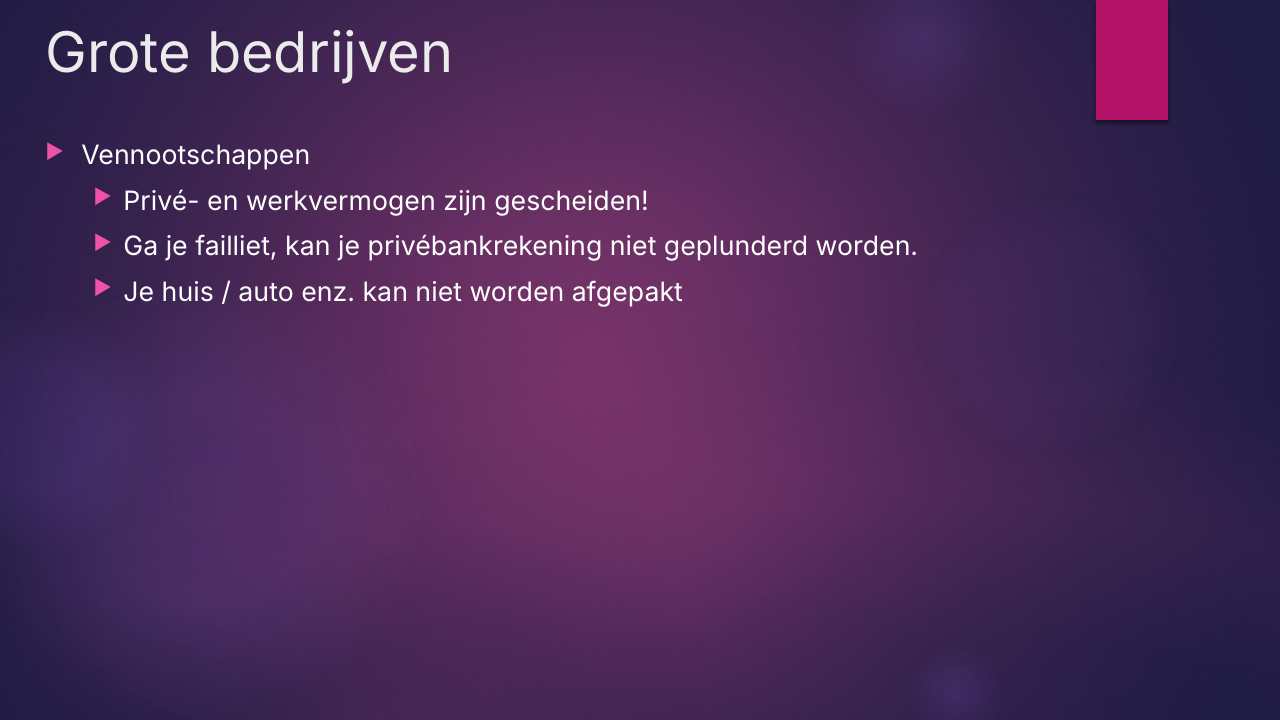 Grote bedrijven
Vennootschappen
Privé- en werkvermogen zijn gescheiden!
Ga je failliet, kan je privébankrekening niet geplunderd worden.
Je huis / auto enz. kan niet worden afgepakt